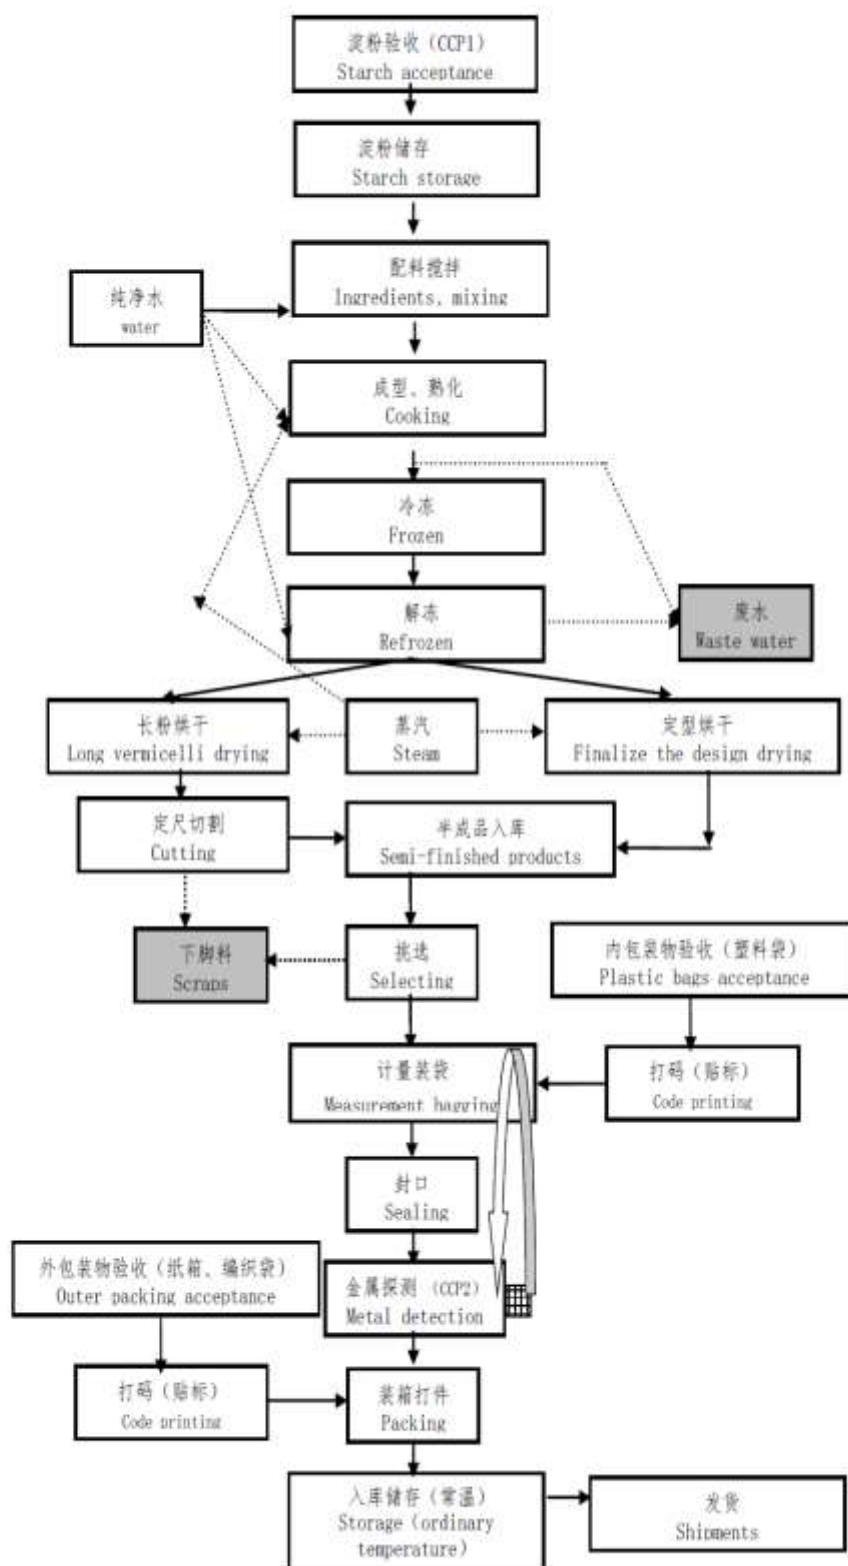 淀粉验收（CCP1）
Starch acceptance
淀粉储存
Starch storage
配料搅拌
Ingredients, mixing
纯净水
water
成型、熟化
Cooking
冷冻
Frozen
解冻
Refrozen
废水
Waste water
长粉烘干
Long vermicelli drying
蒸汽
Steam
定型烘干
Finalize the design drying
定尺切割
Cutting
半成品入库
Semi-finished products
下脚料
Scraps
挑选
Selecting
内包装物验收（塑料袋）
Plastic bags acceptance
计量装袋
Measurement bagging
打码（贴标）
Code printing
封口
Sealing
外包装物验收（纸箱、编织袋）
Outer packing acceptance
金属探测 （CCP2）
Metal detection
打码（贴标）
Code printing
装箱打件
Packing
入库储存（常温）
Storage（ordinary
temperature）
发货
Shipments